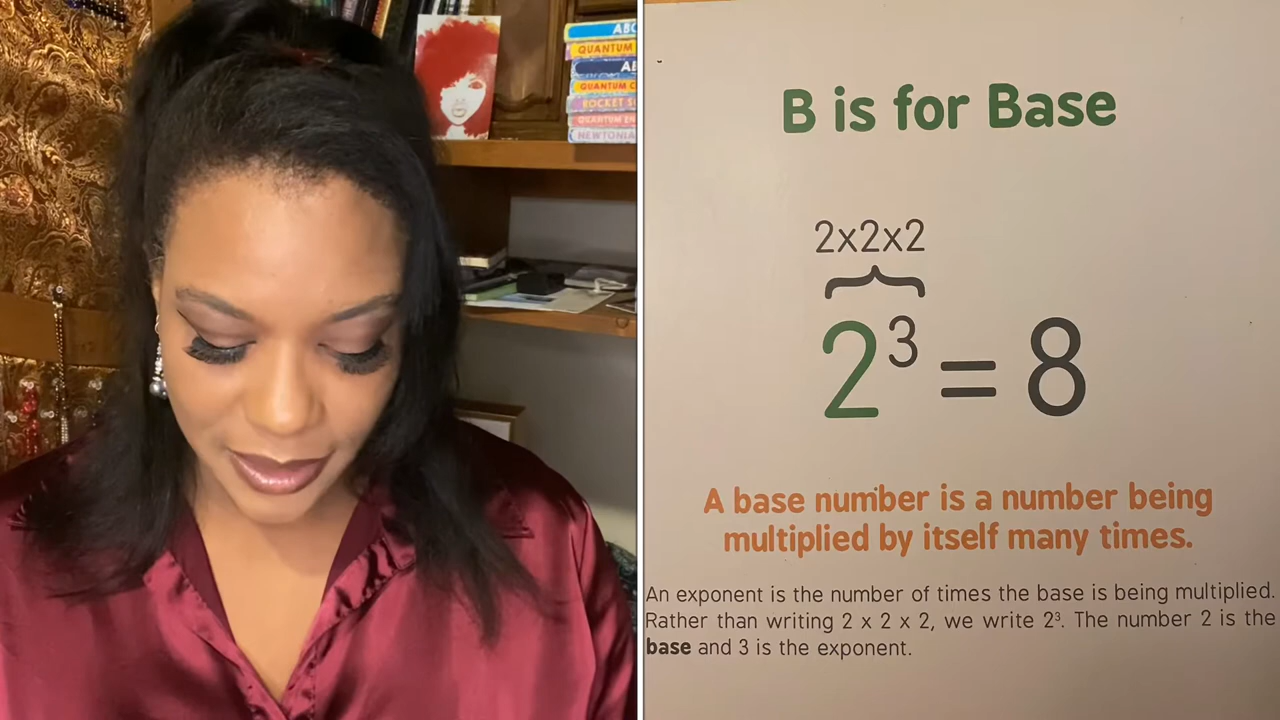 ABC
QUANTUM
QUANTUM
ROCKET
QUANTUM
NEWTONIA
B is for Base
2x2x2
2³ = 8
A base number is a number being
multiplied by itself many times.
An exponent is the number of times the base is being multiplied.
Rather than writing 2 x 2 x 2, we write 2³. The number 2 is the
base and 3 is the exponent.